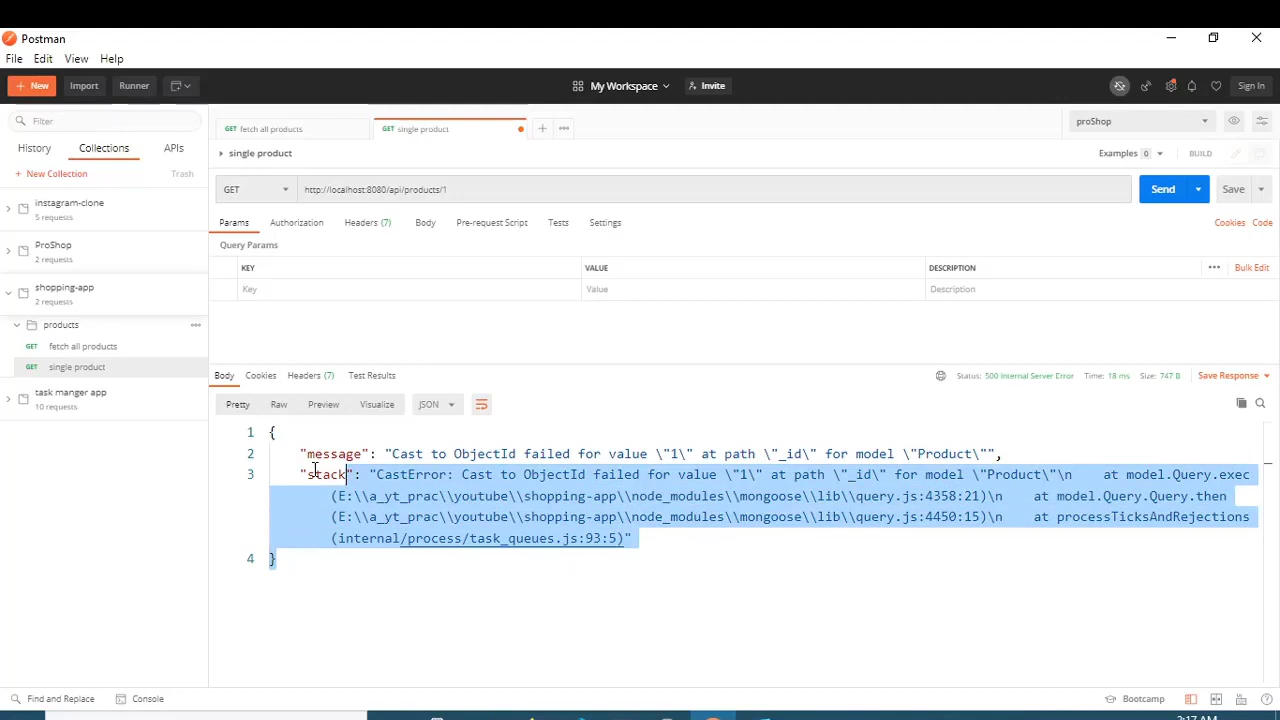 Postman
File Edit View Help
New Import Runner My Workspace Invite Sign In
Filter
History Collections APIs
New Collection Trash
instagram-clone
5 requests
ProShop
2 requests
shopping-app
2 requests
products
GET fetch all products
GET single product
task manger app
10 requests
GET fetch all products GET single product proShop
single product Examples 0 BUILD
GET http://localhost:8080/api/products/1 Send Save
Params Authorization Headers (7) Body Pre-request Script Tests Settings Cookies Code
Query Params
KEY VALUE DESCRIPTION Bulk Edit
Key Value Description
Body Cookies Headers (7) Test Results Status: 500 Internal Server Error Time: 18 ms Size: 747 B Save Response
Pretty Raw Preview Visualize JSON
1 {
2 "message": "Cast to ObjectId failed for value \"1\" at path \"_id\" for model \"Product\"",
3 "stack": "CastError: Cast to ObjectId failed for value \"1\" at path \"_id\" for model \"Product\"\n    at model.Query.exec
(E:\\a_yt_prac\\youtube\\shopping-app\\node_modules\\mongoose\\lib\\query.js:4358:21)\n    at model.Query.Query.then
(E:\\a_yt_prac\\youtube\\shopping-app\\node_modules\\mongoose\\lib\\query.js:4450:15)\n    at processTicksAndRejections
(internal/process/task_queues.js:93:5)"
4 }
Find and Replace Console Bootcamp